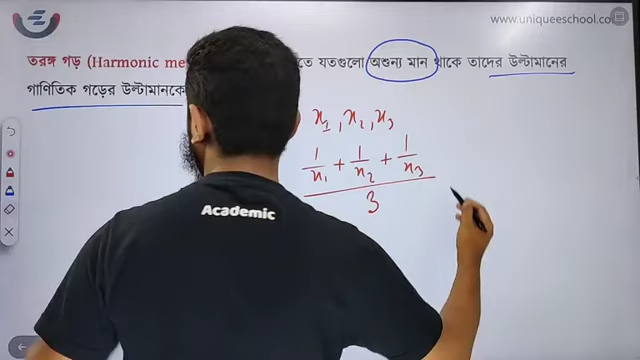 www.uniqueeschool.com
তরঙ্গ গড় (Harmonic me তে যতগুলো অশুন্য মান থাকে তাদের উল্টামানের
গাণিতিক গড়ের উল্টামানকে
x₁, x₂, x₃
1/x₁ + 1/x₂ + 1/x₃
3
Academic